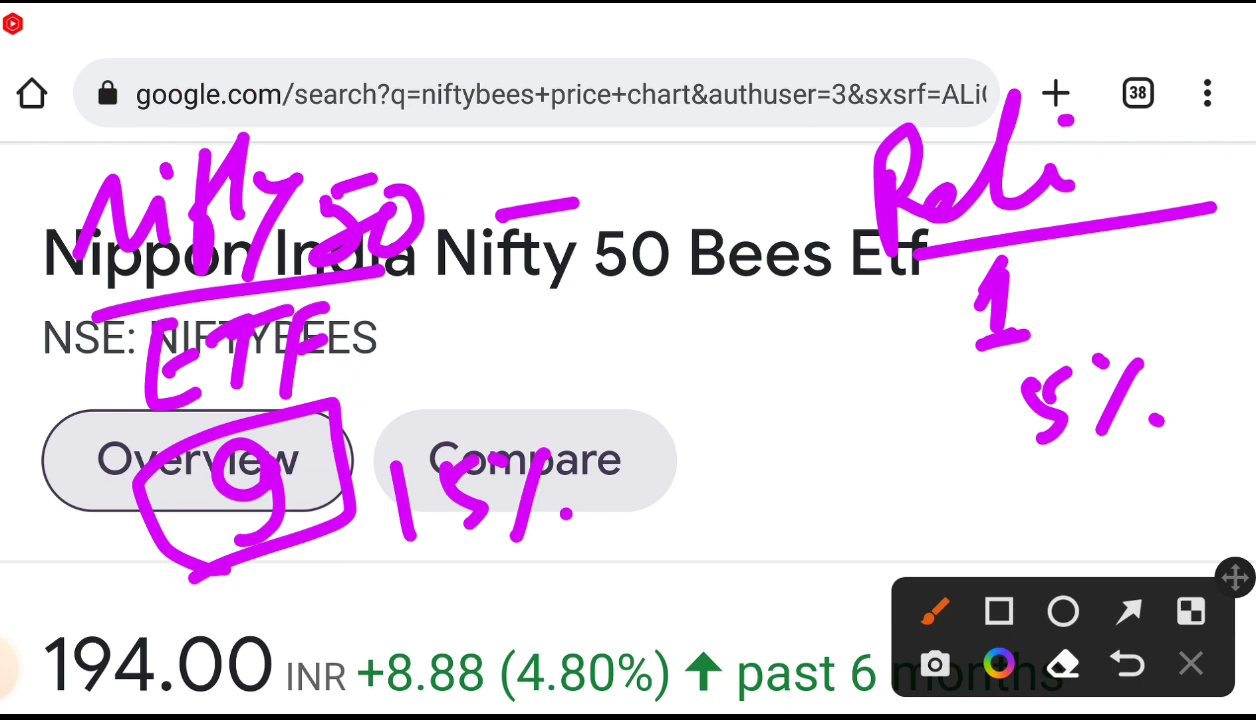 google.com/search?q=niftybees+price+chart&authuser=3&sxsrf=ALi
38
Nifty 50
Reli
Nippon India Nifty 50 Bees Etf
1
NSE: NIFTYBEES
ETF
5%.
Overview
Compare
9
15%.
194.00 INR +8.88 (4.80%) ↑ past 6 months